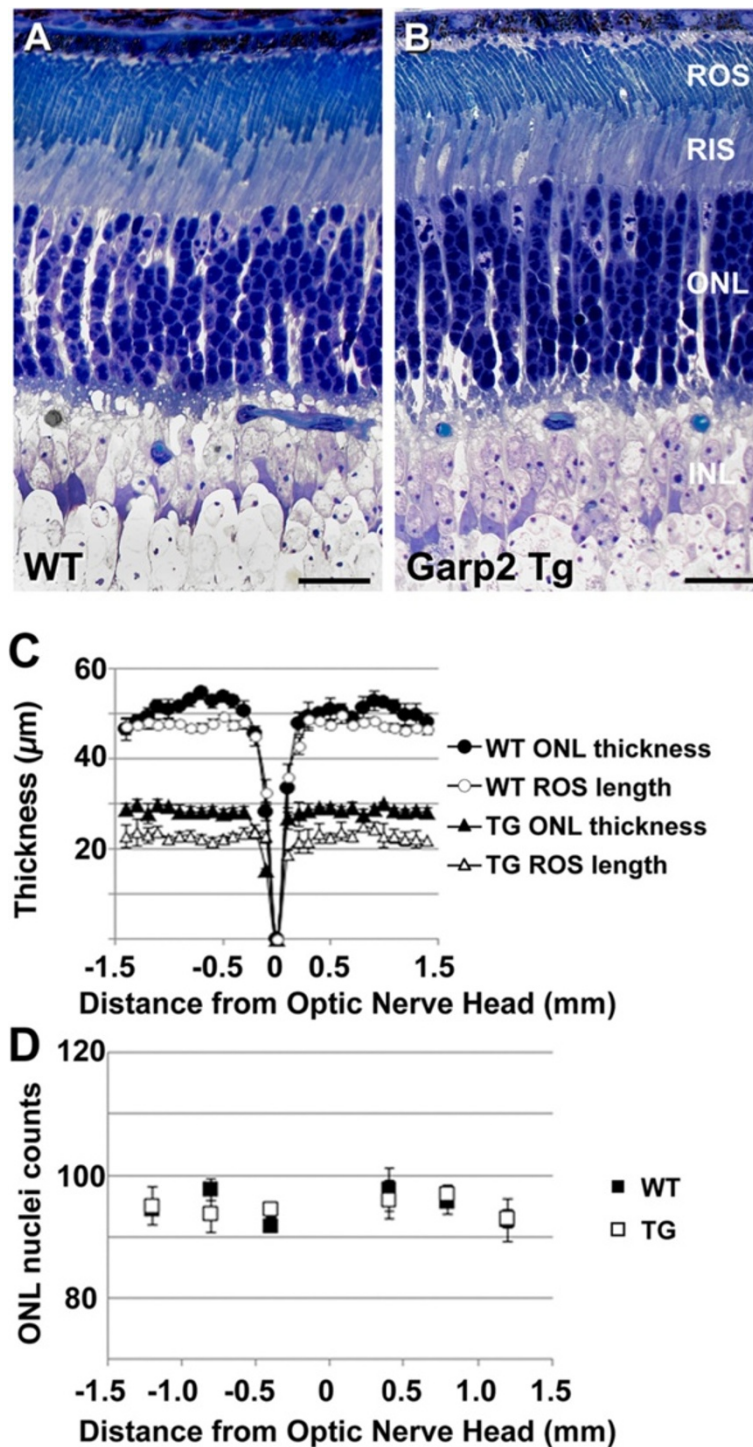 A
WT
B
ROS
RIS
ONL
INL
Garp2 Tg
C
60
40
20
Thickness (µm)
-1.5 -0.5 0 0.5 1.5
Distance from Optic Nerve Head (mm)
WT ONL thickness
WT ROS length
TG ONL thickness
TG ROS length
D
120
100
80
ONL nuclei counts
-1.5 -1.0 -0.5 0 0.5 1.0 1.5
Distance from Optic Nerve Head (mm)
WT
TG